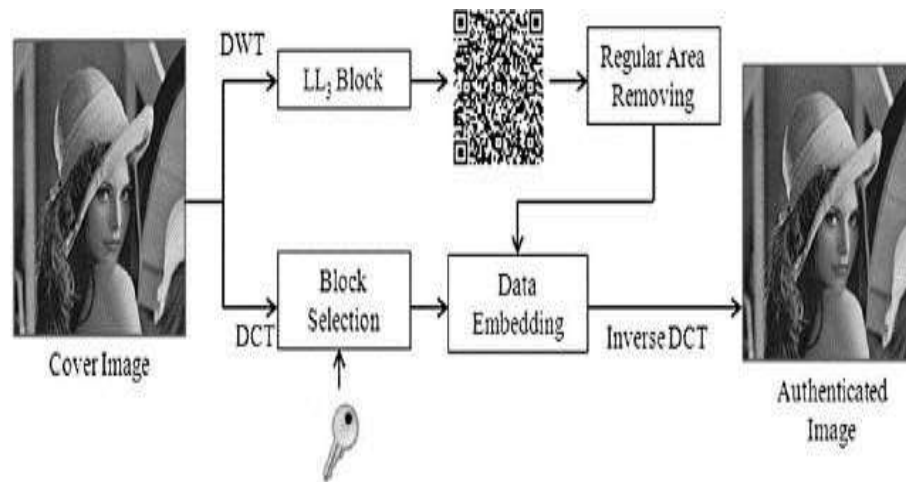 DWT
LL₃ Block
Regular Area
Removing
Block
Selection
Data
Embedding
DCT
Inverse DCT
Cover Image
Authenticated
Image